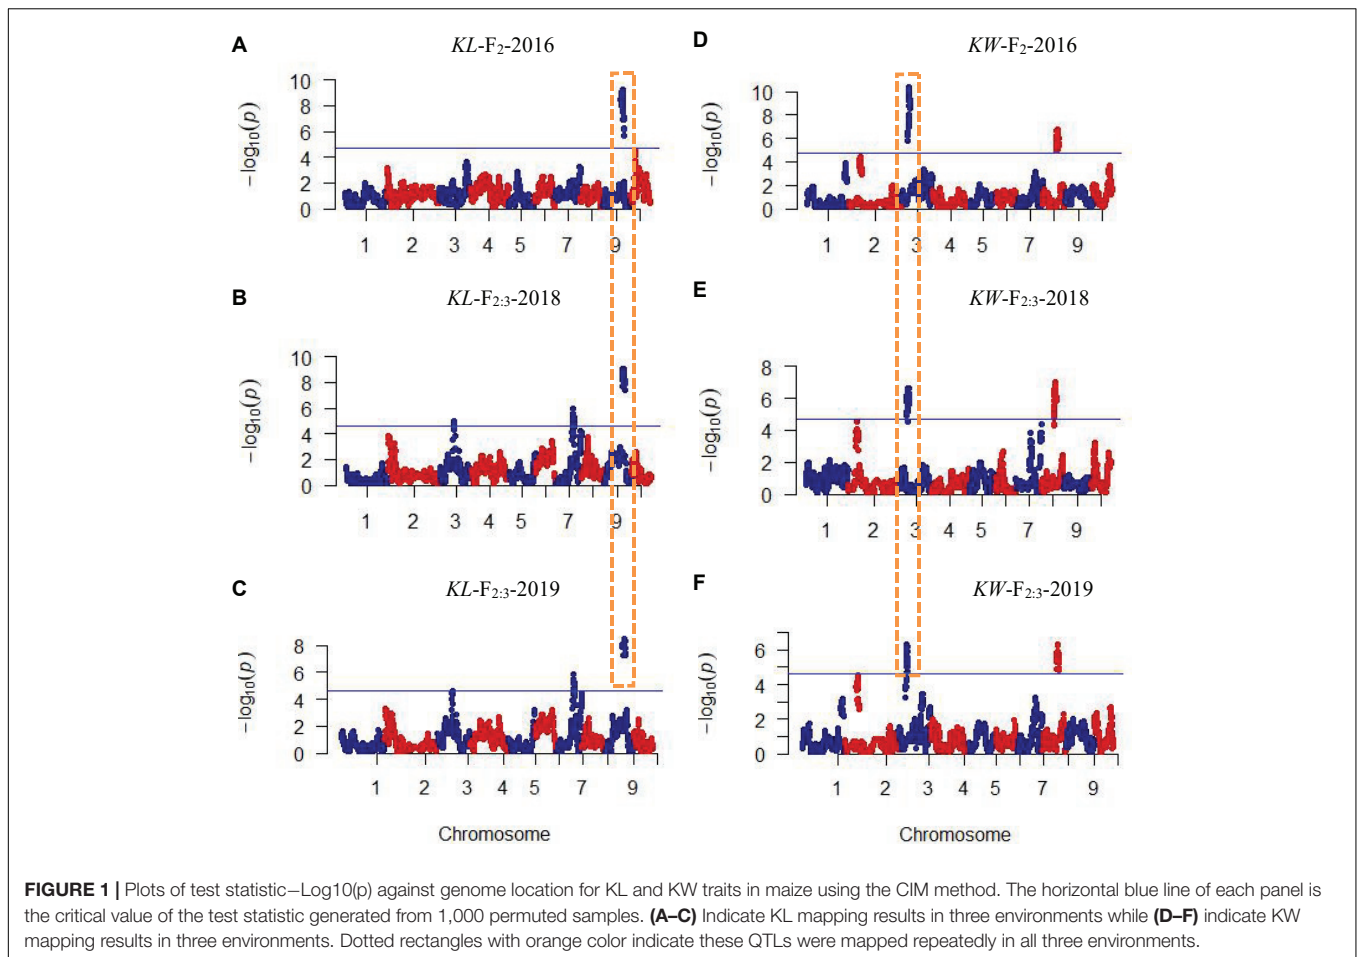 A
KL-F2-2016
−log10(p)
10
8
6
4
2
0
1 2 3 4 5 7 9
D
KW-F2-2016
−log10(p)
10
8
6
4
2
0
1 2 3 4 5 7 9
B
KL-F2:3-2018
−log10(p)
10
8
6
4
2
0
1 2 3 4 5 7 9
E
KW-F2:3-2018
−log10(p)
8
6
4
2
0
1 2 3 4 5 7 9
C
KL-F2:3-2019
−log10(p)
8
6
4
2
0
1 2 3 4 5 7 9
Chromosome
F
KW-F2:3-2019
−log10(p)
6
4
2
0
1 2 3 4 5 7 9
Chromosome
FIGURE 1 | Plots of test statistic−Log10(p) against genome location for KL and KW traits in maize using the CIM method. The horizontal blue line of each panel is
the critical value of the test statistic generated from 1,000 permuted samples. (A–C) Indicate KL mapping results in three environments while (D–F) indicate KW
mapping results in three environments. Dotted rectangles with orange color indicate these QTLs were mapped repeatedly in all three environments.